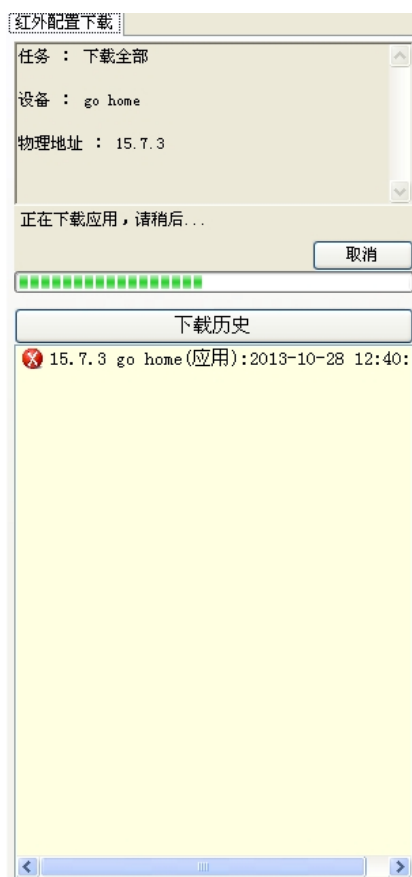 红外配置下载
任务 : 下载全部
设备 : go home
物理地址 : 15.7.3
正在下载应用，请稍后...
取消
下载历史
15.7.3 go home(应用):2013-10-28 12:40: